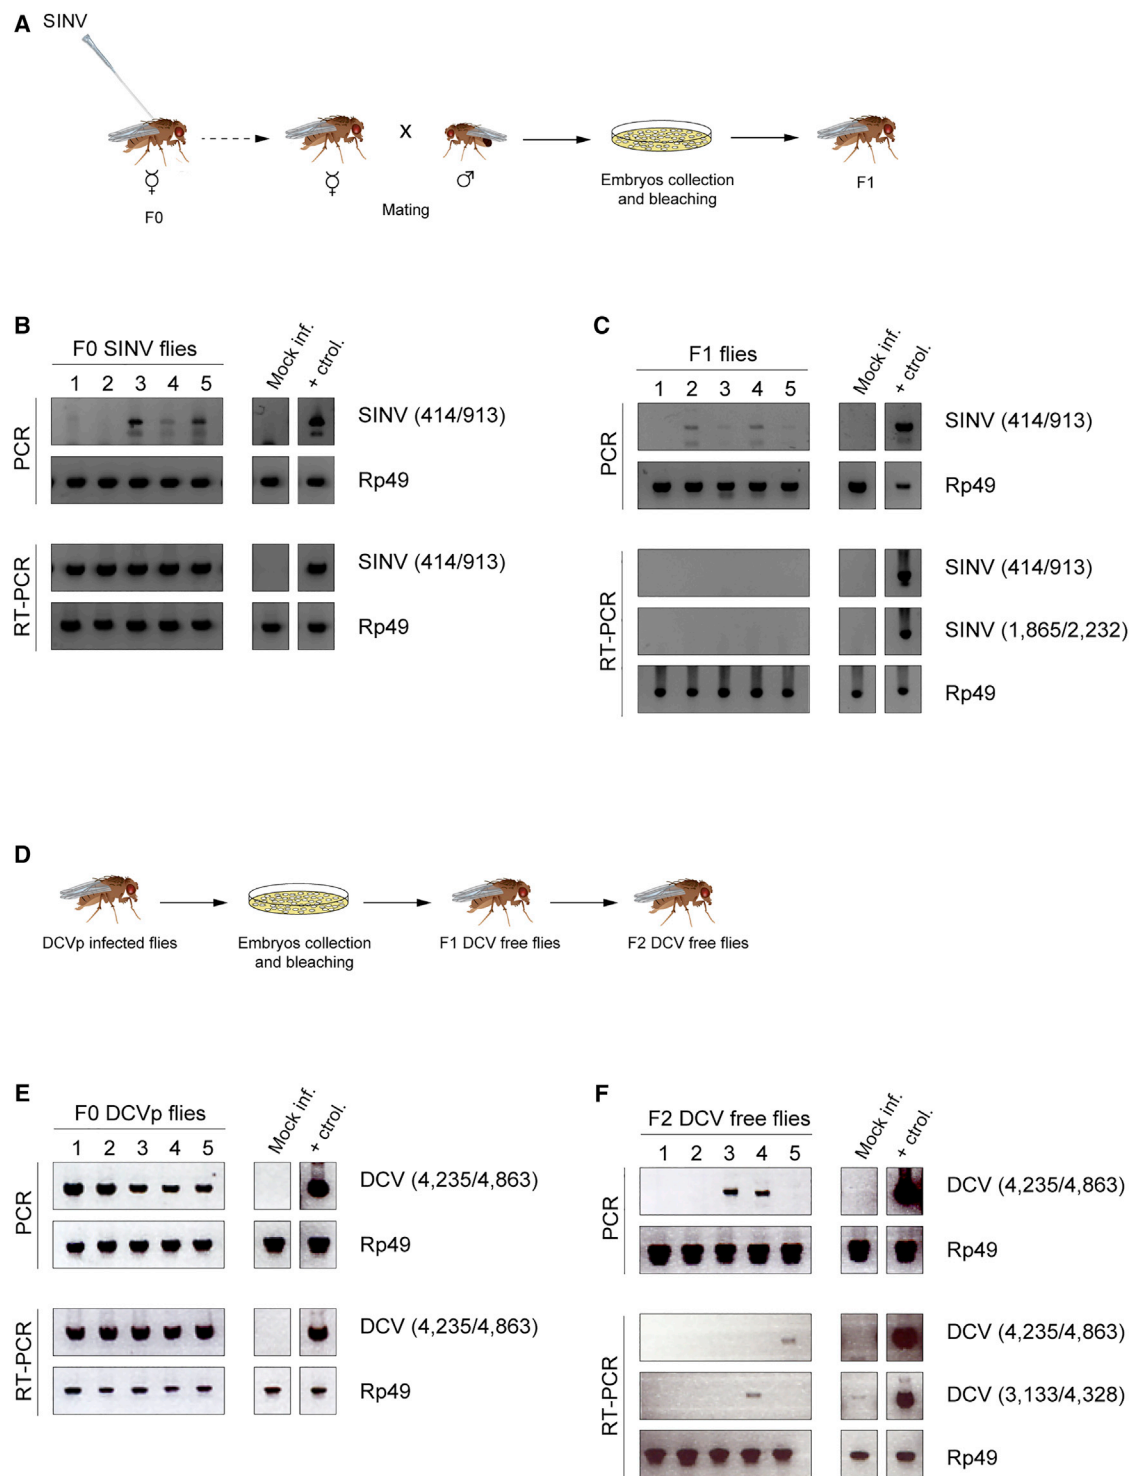 A
SINV
X
☿
☿
♂
F0
Mating
Embryos collection
and bleaching
F1
B
F0 SINV flies
Mock inf.
+ ctrol.
1 2 3 4 5
PCR
SINV (414/913)
Rp49
RT-PCR
SINV (414/913)
Rp49
C
F1 flies
Mock inf.
+ ctrol.
1 2 3 4 5
PCR
SINV (414/913)
Rp49
RT-PCR
SINV (414/913)
SINV (1,865/2,232)
Rp49
D
DCVp infected flies
Embryos collection
and bleaching
F1 DCV free flies
F2 DCV free flies
E
F0 DCVp flies
Mock inf.
+ ctrol.
1 2 3 4 5
PCR
DCV (4,235/4,863)
Rp49
RT-PCR
DCV (4,235/4,863)
Rp49
F
F2 DCV free flies
Mock inf.
+ ctrol.
1 2 3 4 5
PCR
DCV (4,235/4,863)
Rp49
RT-PCR
DCV (4,235/4,863)
DCV (3,133/4,328)
Rp49